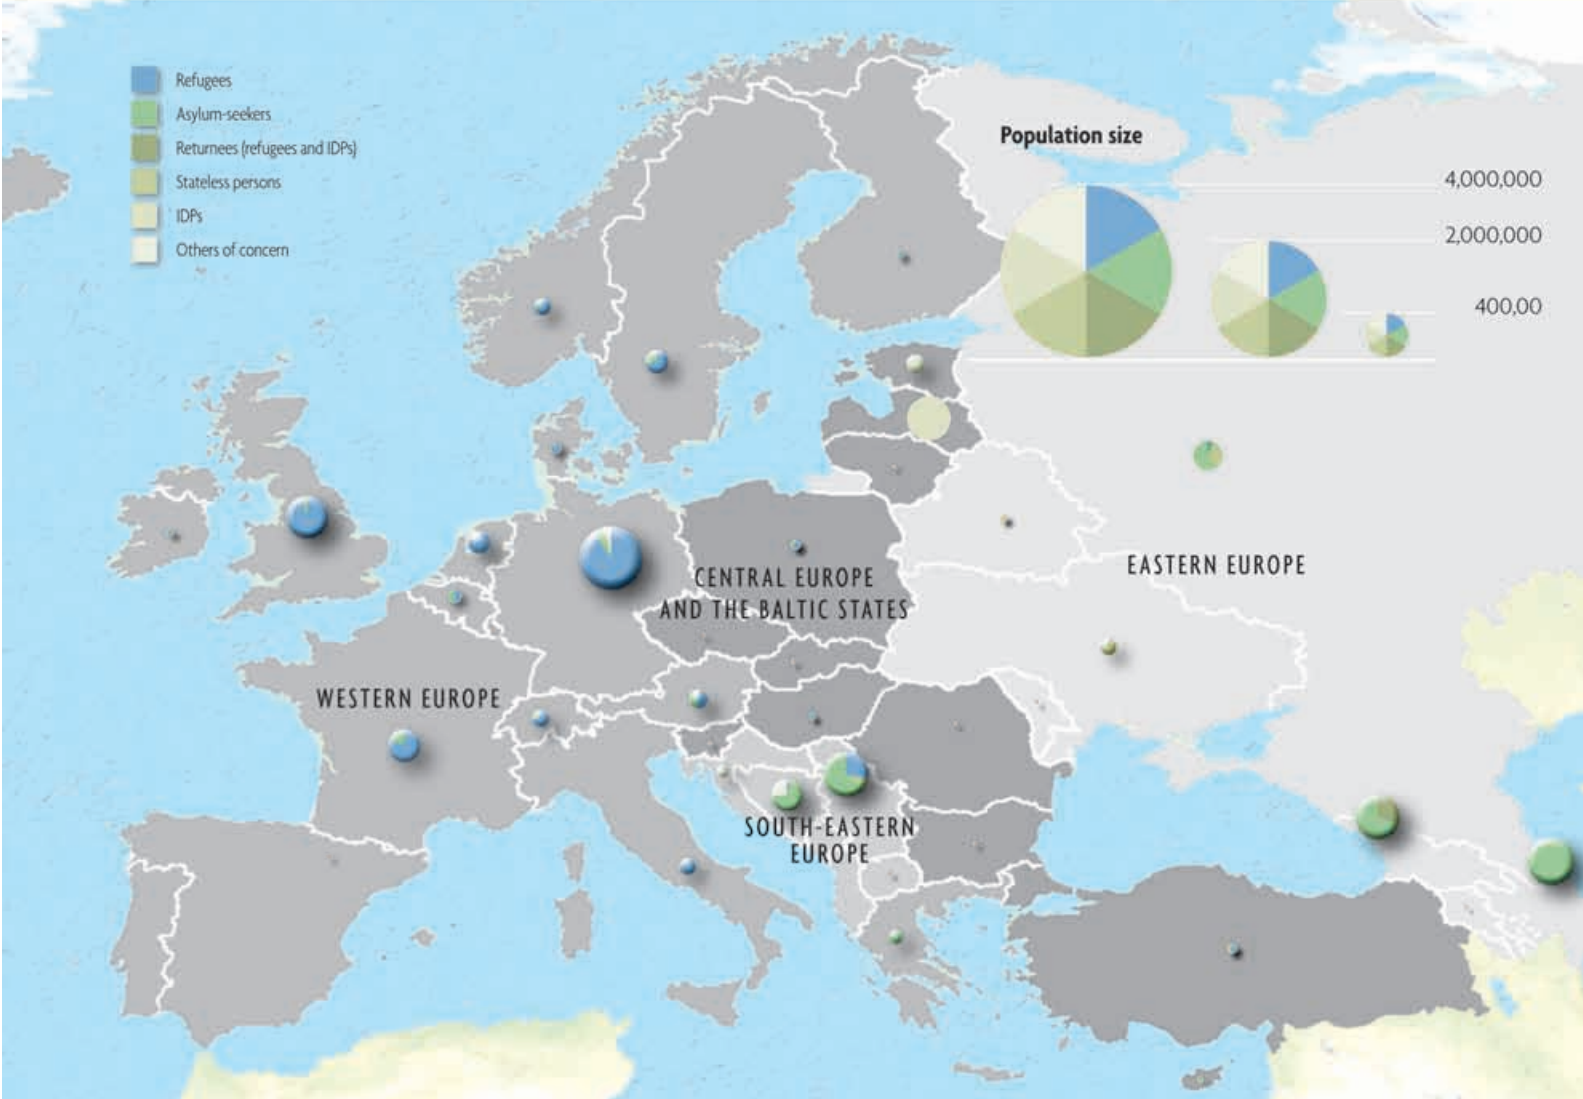 Refugees
Asylum-seekers
Returnees (refugees and IDPs)
Stateless persons
IDPs
Others of concern
Population size
4,000,000
2,000,000
400,00
EASTERN EUROPE
CENTRAL EUROPE
AND THE BALTIC STATES
WESTERN EUROPE
SOUTH-EASTERN
EUROPE